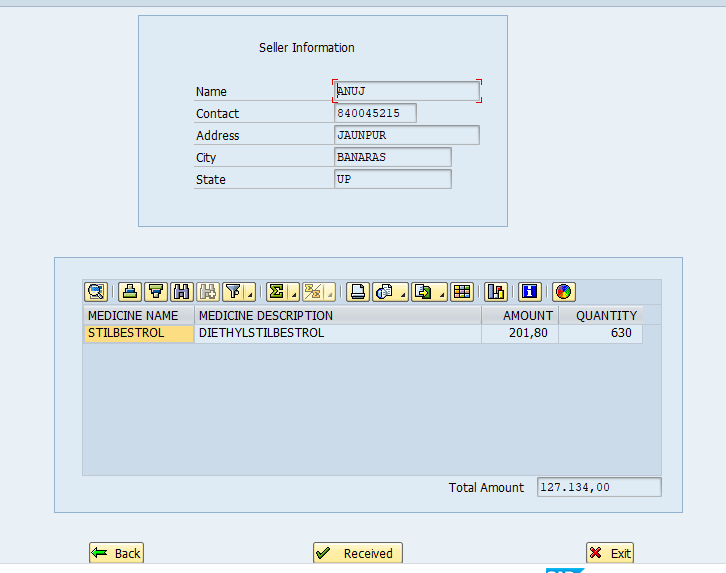 Seller Information
Name ANUJ
Contact 840045215
Address JAUNPUR
City BANARAS
State UP
MEDICINE NAME MEDICINE DESCRIPTION AMOUNT QUANTITY
STILBESTROL DIETHYLSTILBESTROL 201,80 630
Total Amount 127.134,00
Back Received Exit